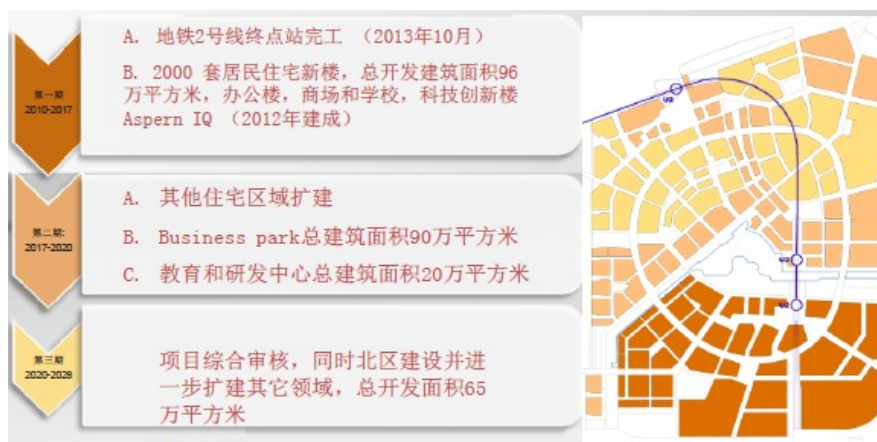 第一期
2010-2017
A. 地铁2号线终点站完工 （2013年10月）
B. 2000 套居民住宅新楼，总开发建筑面积96
万平方米，办公楼，商场和学校，科技创新楼
Aspern IQ （2012年建成）
第二期:
2017-2020
A. 其他住宅区域扩建
B. Business park总建筑面积90万平方米
C. 教育和研发中心总建筑面积20万平方米
第三期
2020-2028
项目综合审核，同时北区建设并进
一步扩建其它领域，总开发面积65
万平方米